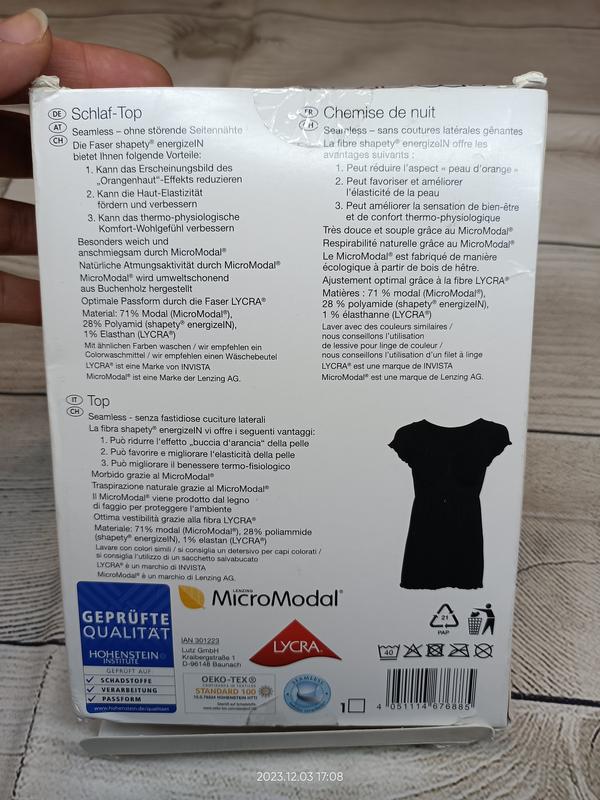 DE
AT
CH
Schlaf-Top
Seamless – ohne störende Seitennähte
Die Faser shapety® energizeIN
bietet Ihnen folgende Vorteile:
1. Kann das Erscheinungsbild des
„Orangenhaut“-Effekts reduzieren
2. Kann die Haut-Elastizität
fördern und verbessern
3. Kann das thermo-physiologische
Komfort-Wohlgefühl verbessern
Besonders weich und
anschmiegsam durch MicroModal®
Natürliche Atmungsaktivität durch MicroModal®
MicroModal® wird umweltschonend
aus Buchenholz hergestellt
Optimale Passform durch die Faser LYCRA®
Material: 71% Modal (MicroModal®),
28% Polyamid (shapety® energizeIN),
1% Elasthan (LYCRA®)
Mit ähnlichen Farben waschen / wir empfehlen ein
Colorwaschmittel / wir empfehlen einen Wäschebeutel
LYCRA® ist eine Marke von INVISTA
MicroModal® ist eine Marke der Lenzing AG.
FR
CH
Chemise de nuit
Seamless – sans coutures latérales gênantes
La fibre shapety® energizeIN offre les
avantages suivants :
1. Peut réduire l'aspect « peau d'orange »
2. Peut favoriser et améliorer
l'élasticité de la peau
3. Peut améliorer la sensation de bien-être
et de confort thermo-physiologique
Très douce et souple grâce au MicroModal®
Respirabilité naturelle grâce au MicroModal®
Le MicroModal® est fabriqué de manière
écologique à partir de bois de hêtre.
Ajustement optimal grâce à la fibre LYCRA®
Matières : 71 % modal (MicroModal®),
28 % polyamide (shapety® energizeIN),
1 % élasthanne (LYCRA®)
Laver avec des couleurs similaires /
nous conseillons l'utilisation
de lessive pour linge de couleur /
nous conseillons l'utilisation d'un filet à linge
LYCRA® est une marque de INVISTA
MicroModal® est une marque de Lenzing AG.
IT
CH
Top
Seamless - senza fastidiose cuciture laterali
La fibra shapety® energizeIN vi offre i seguenti vantaggi:
1. Può ridurre l'effetto „buccia d'arancia“ della pelle
2. Può favorire e migliorare l'elasticità della pelle
3. Può migliorare il benessere termo-fisiologico
Morbido grazie al MicroModal®
Traspirazione naturale grazie al MicroModal®
Il MicroModal® viene prodotto dal legno
di faggio per proteggere l'ambiente
Ottima vestibilità grazie alla fibra LYCRA®
Materiale: 71% modal (MicroModal®), 28% poliammide
(shapety® energizeIN), 1% elastan (LYCRA®)
Lavare con colori simili / si consiglia un detersivo per capi colorati /
si consiglia l'utilizzo di un sacchetto salvabucato
LYCRA® è un marchio di INVISTA
MicroModal® è un marchio di Lenzing AG.
GEPRÜFTE
QUALITÄT
HOHENSTEIN
INSTITUTE
GEPRÜFT AUF
SCHADSTOFFE
VERARBEITUNG
PASSFORM
www.hohenstein.de/qualitaet
LENZING
MicroModal®
IAN 301223
Lutz GmbH
Kraibergstraße 1
D-96148 Baunach
LYCRA®
OEKO-TEX®
CONFIDENCE IN TEXTILES
STANDARD 100
SEAMLESS
21
PAP
40
1
4 051114 676885
2023.12.03 17:08